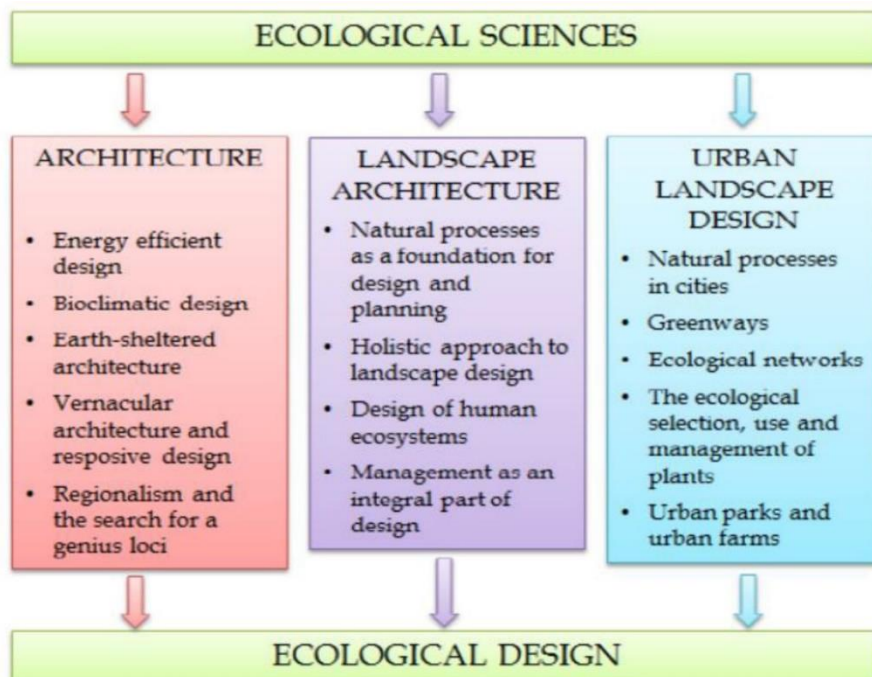 ECOLOGICAL SCIENCES
ARCHITECTURE
• Energy efficient
design
• Bioclimatic design
• Earth-sheltered
architecture
• Vernacular
architecture and
resposive design
• Regionalism and
the search for a
genius loci
LANDSCAPE
ARCHITECTURE
• Natural processes
as a foundation for
design and
planning
• Holistic approach to
landscape design
• Design of human
ecosystems
• Management as an
integral part of
design
URBAN
LANDSCAPE
DESIGN
• Natural processes
in cities
• Greenways
• Ecological networks
• The ecological
selection, use and
management of
plants
• Urban parks and
urban farms
ECOLOGICAL DESIGN